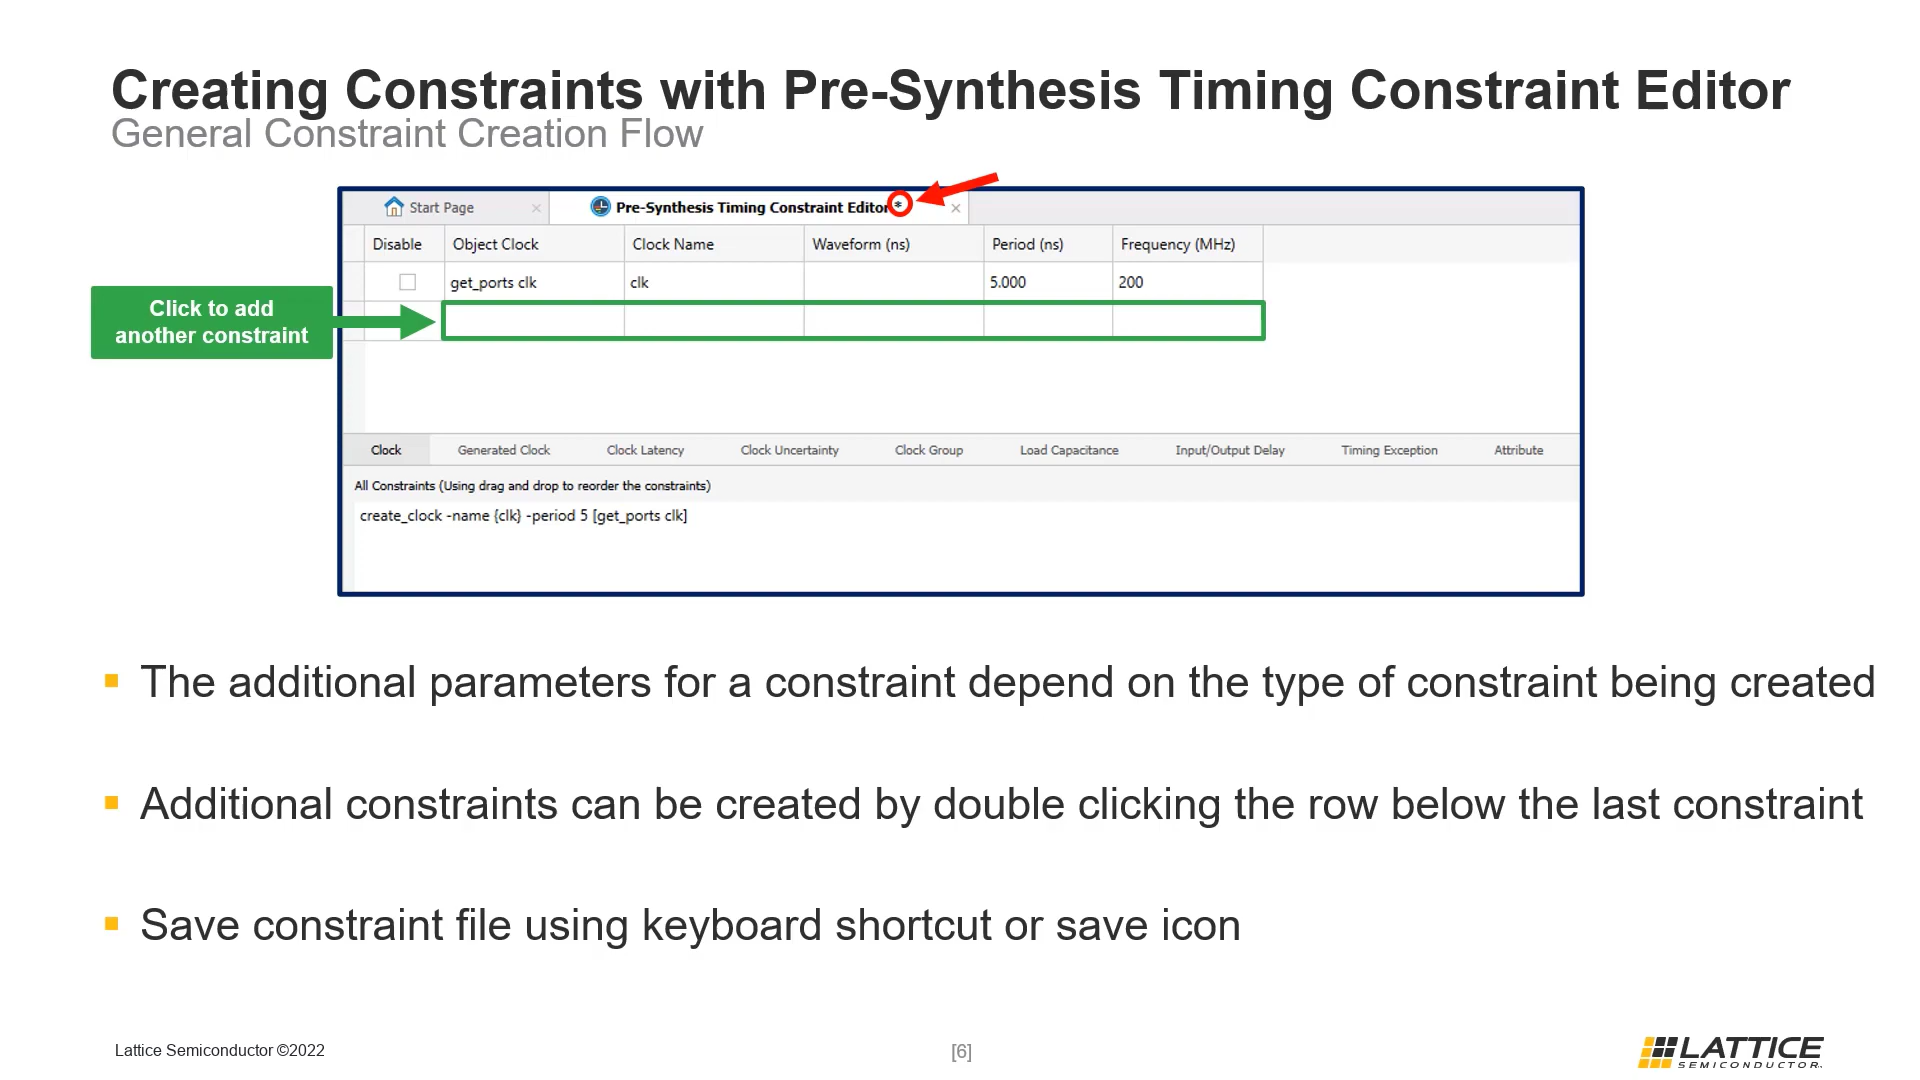 Creating Constraints with Pre-Synthesis Timing Constraint Editor
General Constraint Creation Flow
Start Page
Pre-Synthesis Timing Constraint Editor *
Disable Object Clock Clock Name Waveform (ns) Period (ns) Frequency (MHz)
get_ports clk clk 5.000 200
Click to add
another constraint
Clock Generated Clock Clock Latency Clock Uncertainty Clock Group Load Capacitance Input/Output Delay Timing Exception Attribute
All Constraints (Using drag and drop to reorder the constraints)
create_clock -name {clk} -period 5 [get_ports clk]
The additional parameters for a constraint depend on the type of constraint being created
Additional constraints can be created by double clicking the row below the last constraint
Save constraint file using keyboard shortcut or save icon
Lattice Semiconductor ©2022
[6]
LATTICE
SEMICONDUCTOR